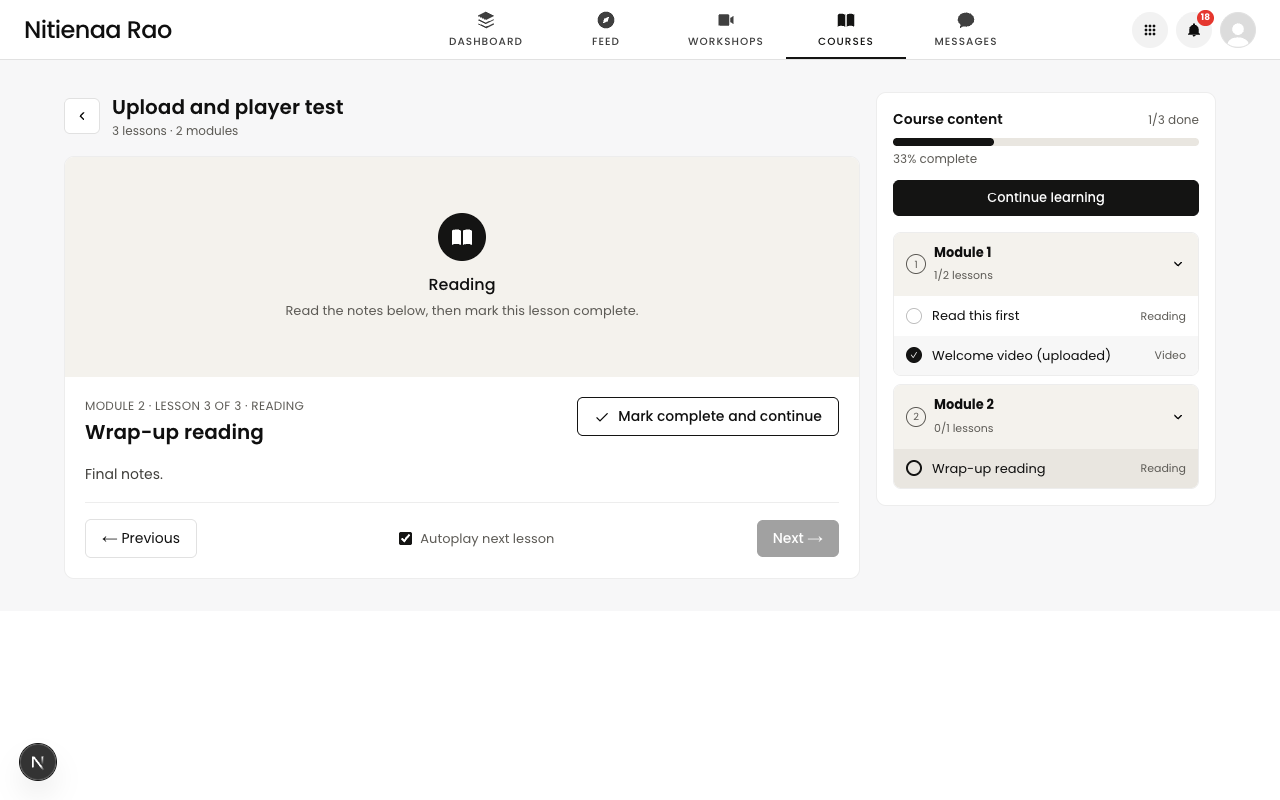 Nitienaa Rao
DASHBOARD
FEED
WORKSHOPS
COURSES
MESSAGES
18
Upload and player test
3 lessons · 2 modules
Reading
Read the notes below, then mark this lesson complete.
MODULE 2 · LESSON 3 OF 3 · READING
Mark complete and continue
Wrap-up reading
Final notes.
← Previous
Autoplay next lesson
Next →
Course content
1/3 done
33% complete
Continue learning
1
Module 1
1/2 lessons
Read this first
Reading
Welcome video (uploaded)
Video
2
Module 2
0/1 lessons
Wrap-up reading
Reading
N